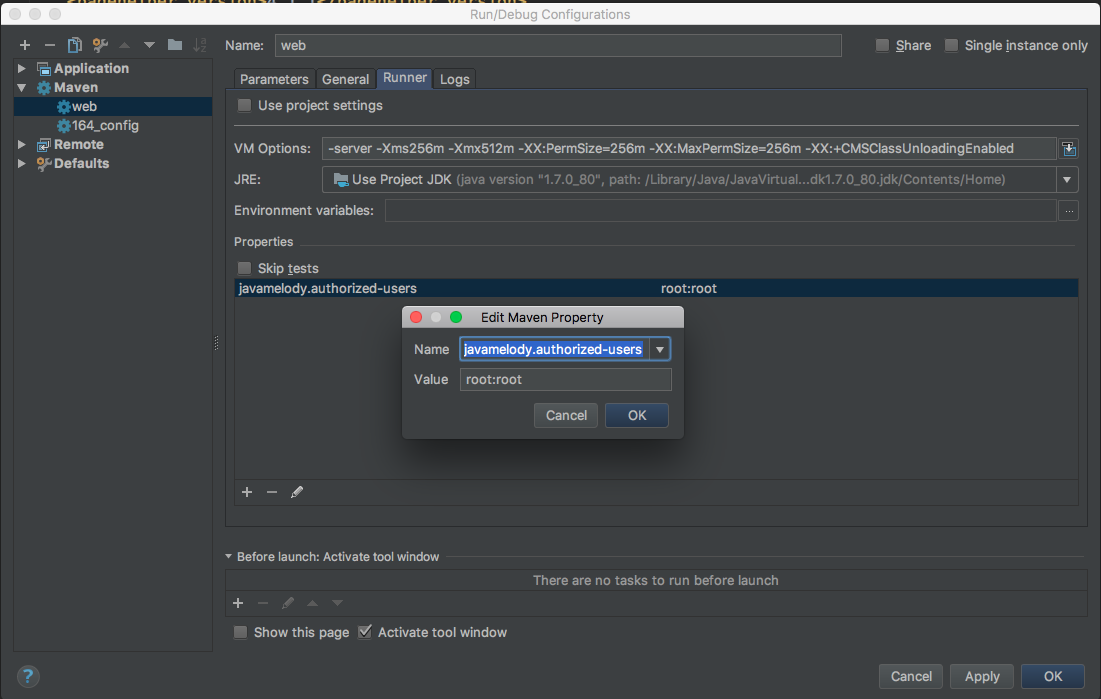 Run/Debug Configurations
Name: web Share Single instance only
Application
Maven
web
164_config
Remote
Defaults
Parameters General Runner Logs
Use project settings
VM Options: -server -Xms256m -Xmx512m -XX:PermSize=256m -XX:MaxPermSize=256m -XX:+CMSClassUnloadingEnabled
JRE: Use Project JDK (java version "1.7.0_80", path: /Library/Java/JavaVirtual...dk1.7.0_80.jdk/Contents/Home)
Environment variables: ...
Properties
Skip tests
javamelody.authorized-users root:root
Edit Maven Property
Name javamelody.authorized-users
Value root:root
Cancel OK
Before launch: Activate tool window
There are no tasks to run before launch
Show this page Activate tool window
? Cancel Apply OK